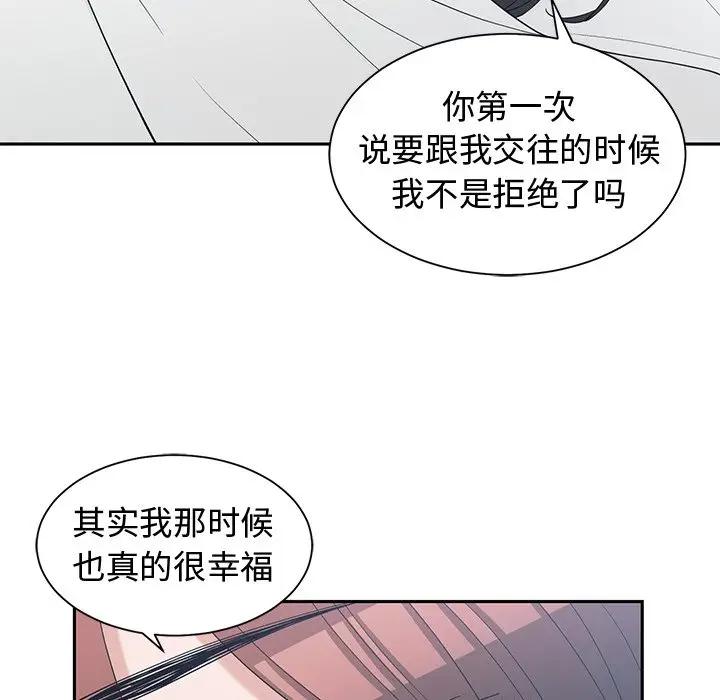 你第一次
说要跟我交往的时候
我不是拒绝了吗
其实我那时候
也真的很幸福